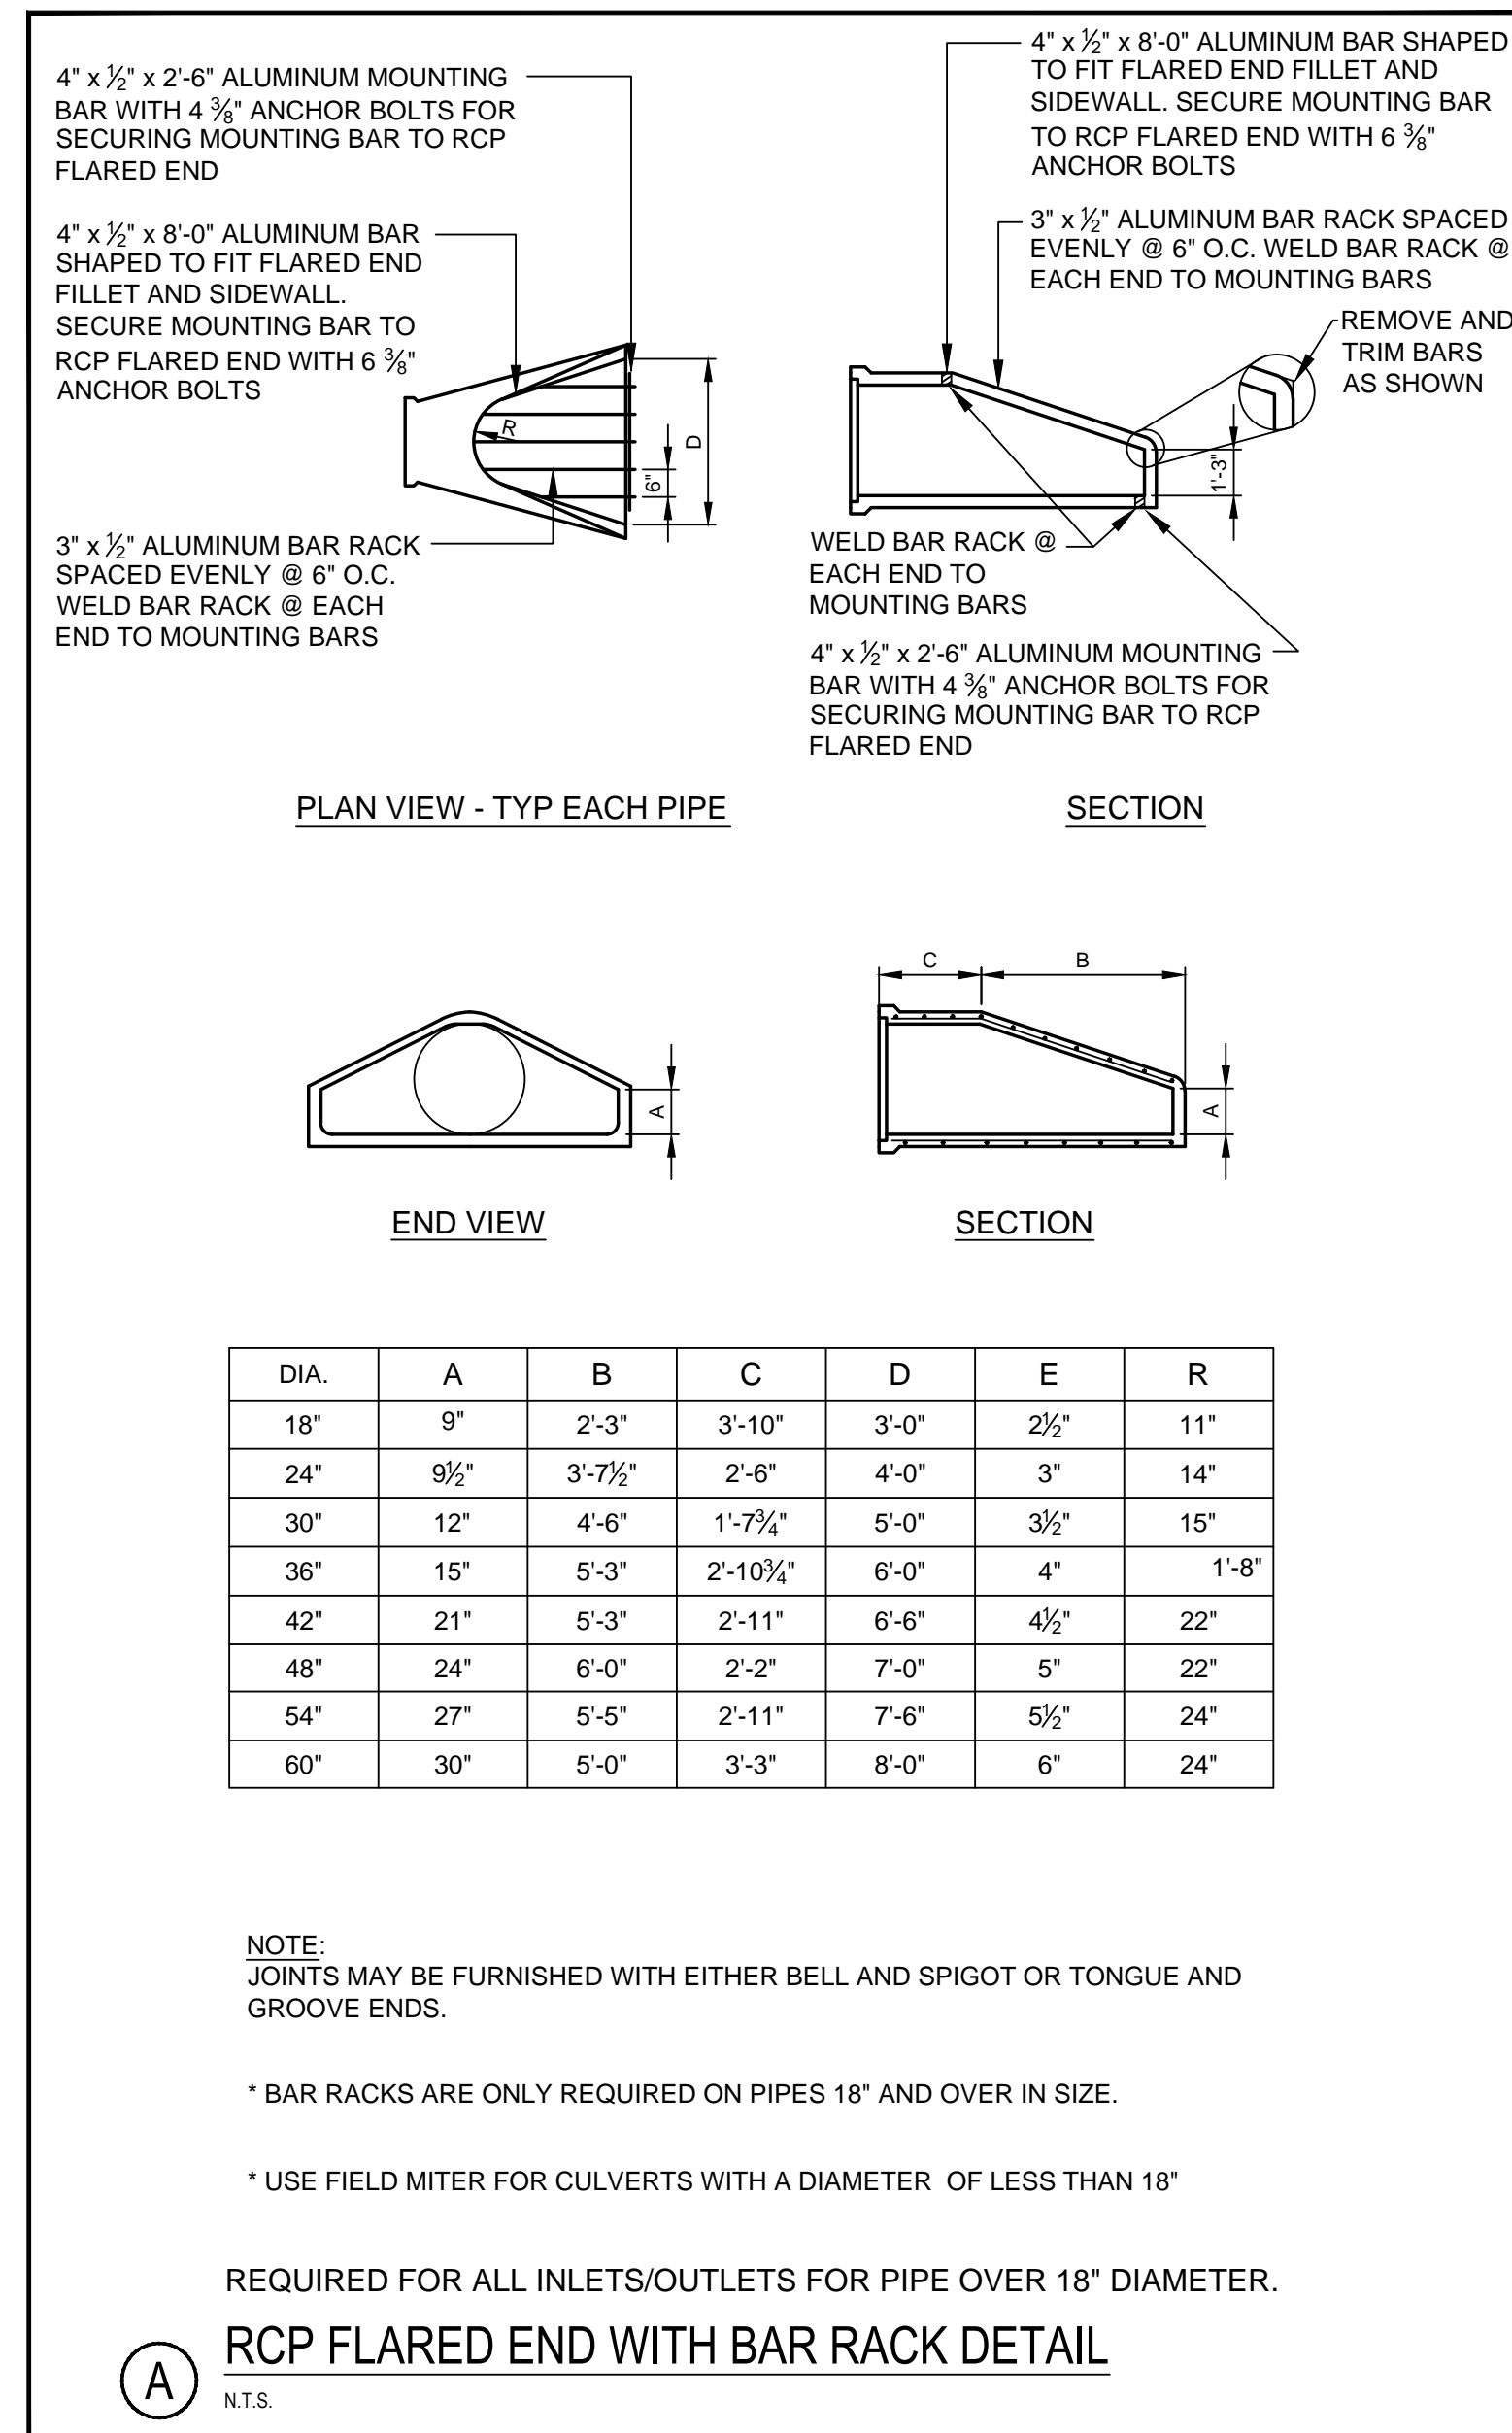 4" x ½" x 2'-6" ALUMINUM MOUNTING
BAR WITH 4 ⅜" ANCHOR BOLTS FOR
SECURING MOUNTING BAR TO RCP
FLARED END
4" x ½" x 8'-0" ALUMINUM BAR
SHAPED TO FIT FLARED END
FILLET AND SIDEWALL.
SECURE MOUNTING BAR TO
RCP FLARED END WITH 6 ⅜"
ANCHOR BOLTS
R
6"
D
3" x ½" ALUMINUM BAR RACK
SPACED EVENLY @ 6" O.C.
WELD BAR RACK @ EACH
END TO MOUNTING BARS
PLAN VIEW - TYP EACH PIPE
4" x ½" x 8'-0" ALUMINUM BAR SHAPED
TO FIT FLARED END FILLET AND
SIDEWALL. SECURE MOUNTING BAR
TO RCP FLARED END WITH 6 ⅜"
ANCHOR BOLTS
3" x ½" ALUMINUM BAR RACK SPACED
EVENLY @ 6" O.C. WELD BAR RACK @
EACH END TO MOUNTING BARS
REMOVE AND
TRIM BARS
AS SHOWN
1'-3"
WELD BAR RACK @
EACH END TO
MOUNTING BARS
4" x ½" x 2'-6" ALUMINUM MOUNTING
BAR WITH 4 ⅜" ANCHOR BOLTS FOR
SECURING MOUNTING BAR TO RCP
FLARED END
SECTION
A
END VIEW
C B
A
SECTION
DIA. A B C D E R
18" 9" 2'-3" 3'-10" 3'-0" 2½" 11"
24" 9½" 3'-7½" 2'-6" 4'-0" 3" 14"
30" 12" 4'-6" 1'-7¾" 5'-0" 3½" 15"
36" 15" 5'-3" 2'-10¾" 6'-0" 4" 1'-8"
42" 21" 5'-3" 2'-11" 6'-6" 4½" 22"
48" 24" 6'-0" 2'-2" 7'-0" 5" 22"
54" 27" 5'-5" 2'-11" 7'-6" 5½" 24"
60" 30" 5'-0" 3'-3" 8'-0" 6" 24"
NOTE:
JOINTS MAY BE FURNISHED WITH EITHER BELL AND SPIGOT OR TONGUE AND
GROOVE ENDS.
* BAR RACKS ARE ONLY REQUIRED ON PIPES 18" AND OVER IN SIZE.
* USE FIELD MITER FOR CULVERTS WITH A DIAMETER OF LESS THAN 18"
REQUIRED FOR ALL INLETS/OUTLETS FOR PIPE OVER 18" DIAMETER.
A RCP FLARED END WITH BAR RACK DETAIL
N.T.S.